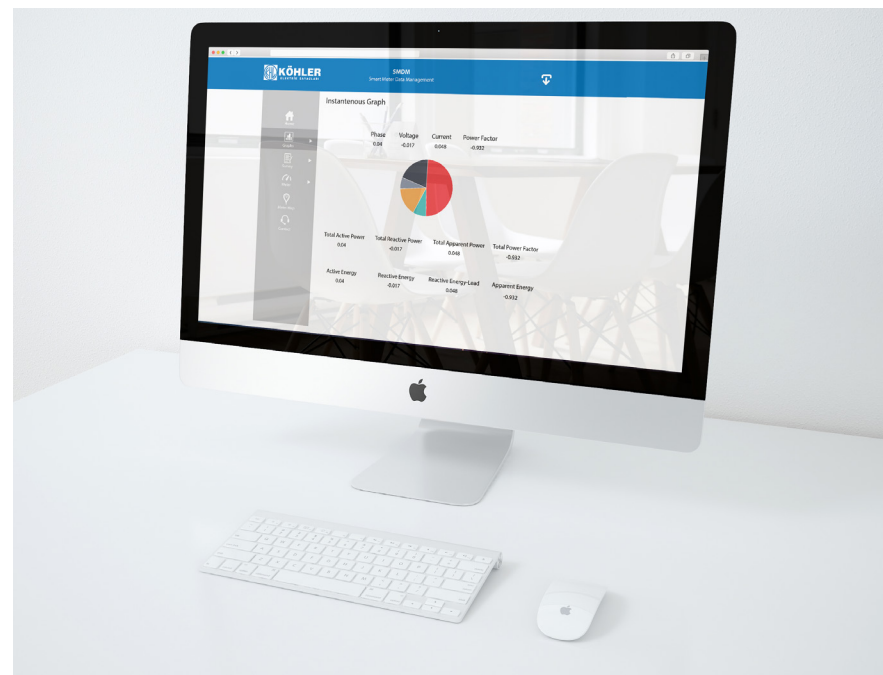 KÖHLER
SMDM
Smart Meter Data Management
Instantenous Graph
Phase Voltage Current Power Factor
0.04 -0.017 0.048 -0.932
Total Active Power Total Reactive Power Total Apparent Power Total Power Factor
0.04 -0.017 0.048 -0.932
Active Energy Reactive Energy Reactive Energy-Lead Apparent Energy
0.04 -0.017 0.048 -0.932